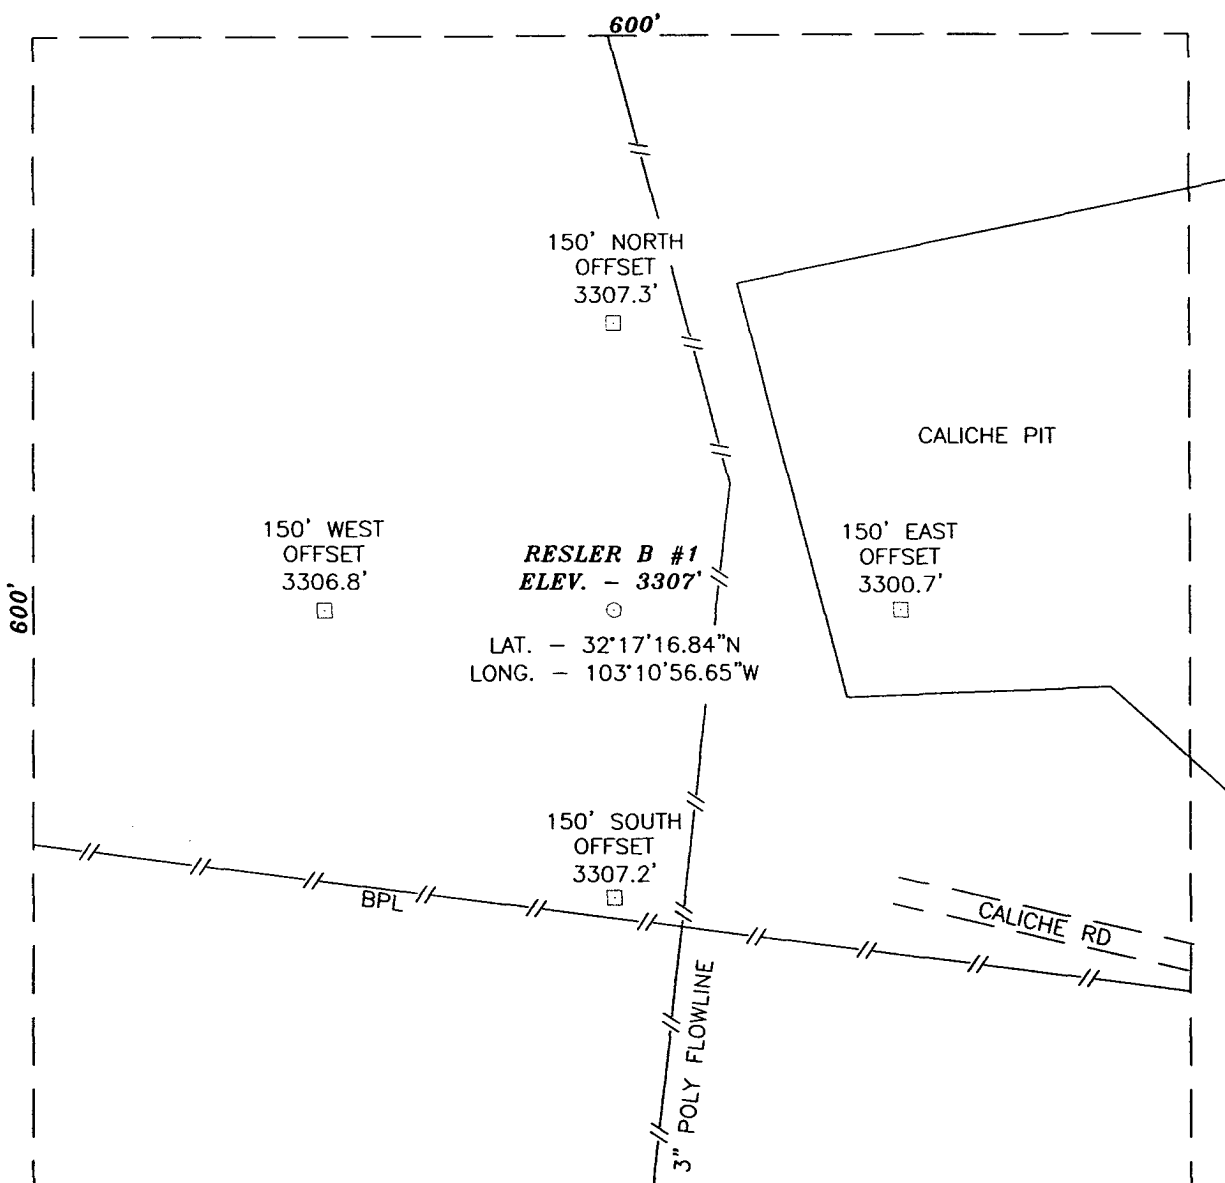 600'
150' NORTH
OFFSET
3307.3'
CALICHE PIT
150' WEST
OFFSET
3306.8'
RESLER B #1
ELEV. - 3307'
150' EAST
OFFSET
3300.7'
600'
LAT. - 32°17'16.84"N
LONG. - 103°10'56.65"W
150' SOUTH
OFFSET
3307.2'
BPL
CALICHE RD
3" POLY FLOWLINE